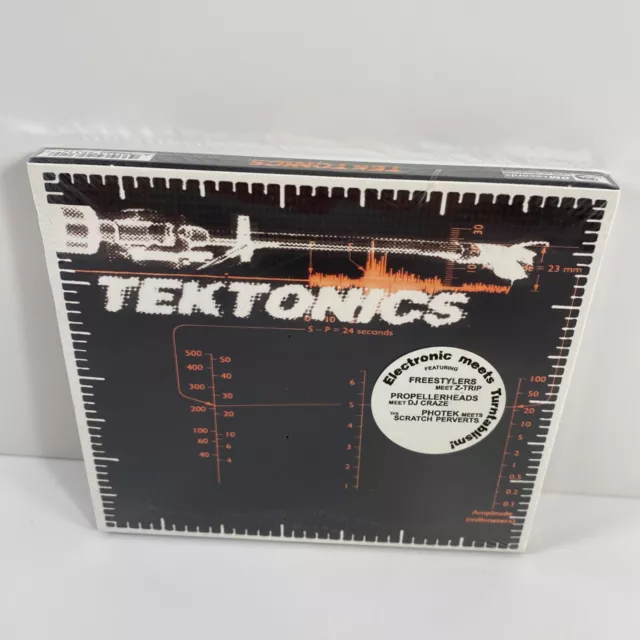 TEKTONICS
30
10
= 23 mm
TEKTONICS
10
S – P = 24 seconds
500
400
300
200
100
60
40
50
40
30
20
10
6
4
6
5
4
3
2
1
Electronic meets Turntablism!
FEATURING
FREESTYLERS
MEET Z-TRIP
PROPELLERHEADS
MEET DJ CRAZE
PHOTEK MEETS
THE SCRATCH PERVERTS
100
50
20
10
5
2
1
0.5
0.2
0.1
Amplitude
(millimeters)